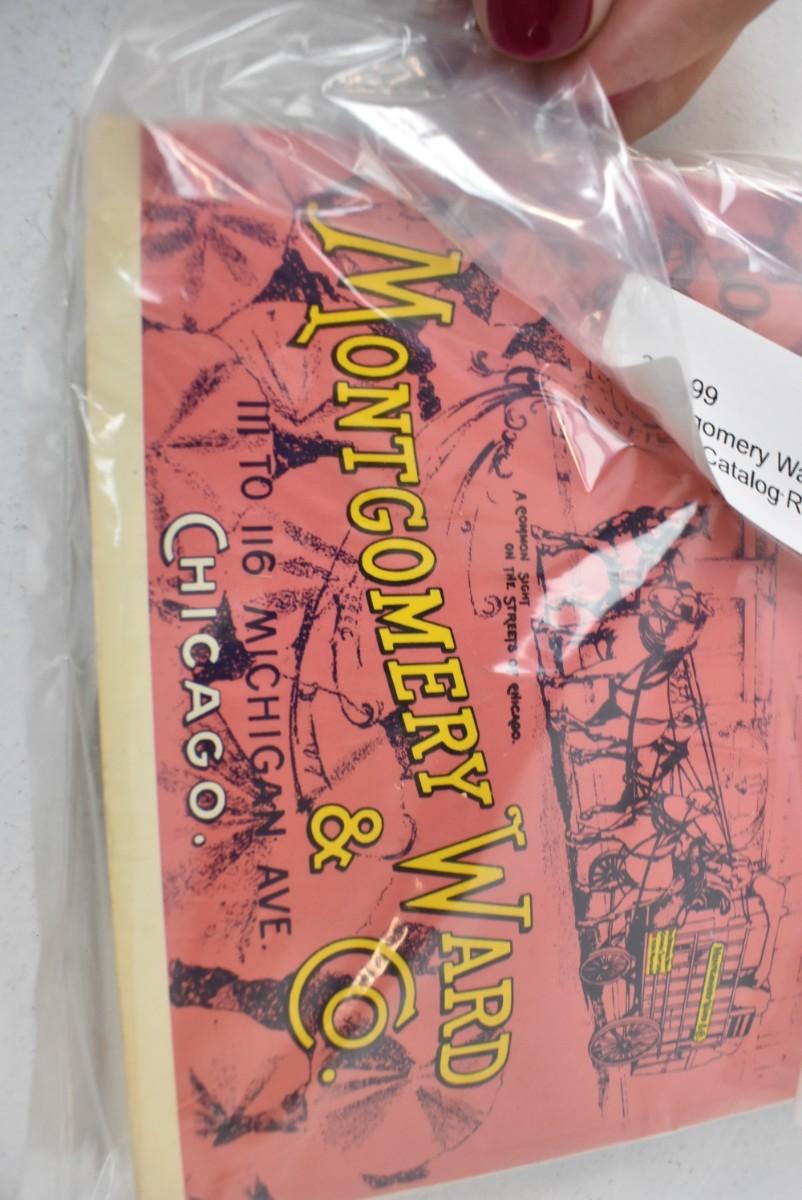 A COMMON SIGHT
ON THE STREETS OF CHICAGO.
MONTGOMERY WARD
& CO.
111 TO 116 MICHIGAN AVE.
CHICAGO.
99
gomery Wa
Catalog R